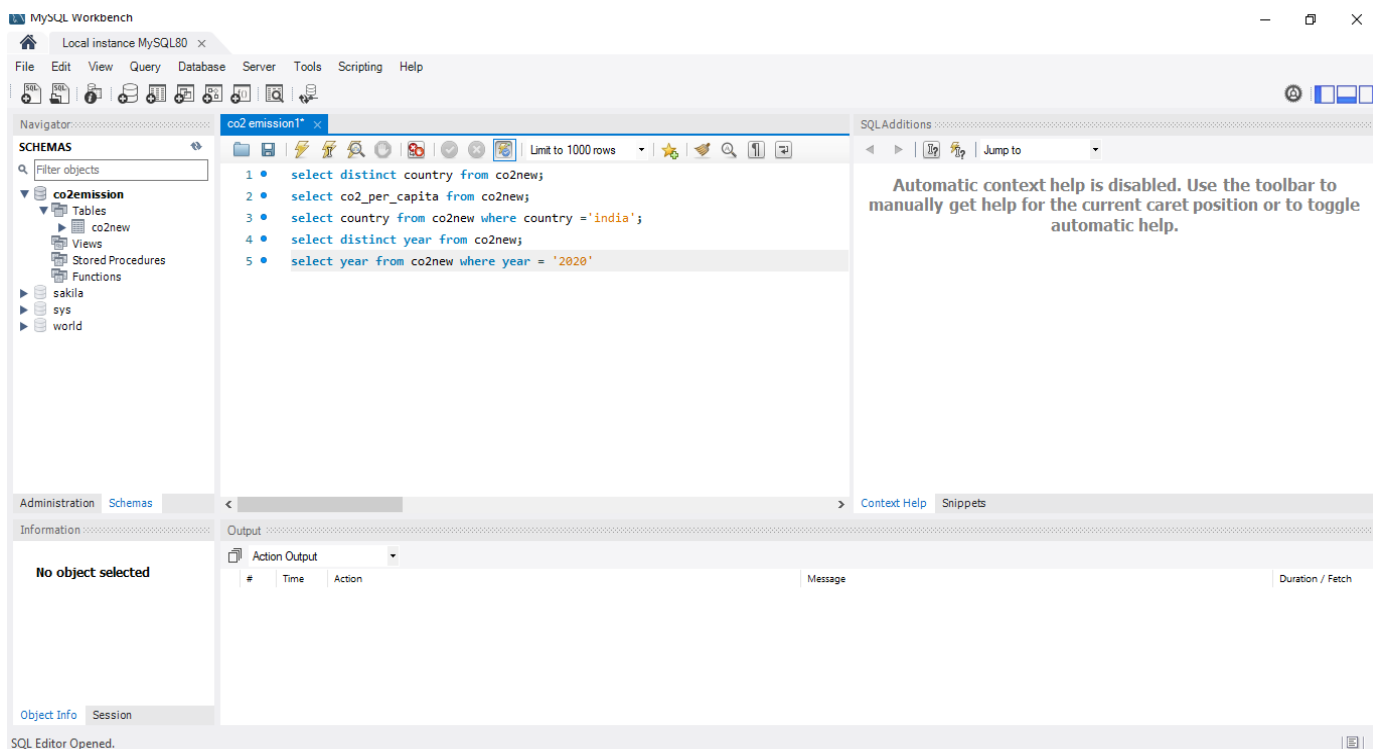 MySQL Workbench
Local instance MySQL80 ×
File Edit View Query Database Server Tools Scripting Help
Navigator
SCHEMAS
Filter objects
co2emission
Tables
co2new
Views
Stored Procedures
Functions
sakila
sys
world
Administration Schemas
co2 emission1* ×
Limit to 1000 rows
1 select distinct country from co2new;
2 select co2_per_capita from co2new;
3 select country from co2new where country ='india';
4 select distinct year from co2new;
5 select year from co2new where year = '2020'
SQLAdditions
Jump to
Automatic context help is disabled. Use the toolbar to
manually get help for the current caret position or to toggle
automatic help.
Context Help Snippets
Information
No object selected
Object Info Session
Output
Action Output
# Time Action Message Duration / Fetch
SQL Editor Opened.